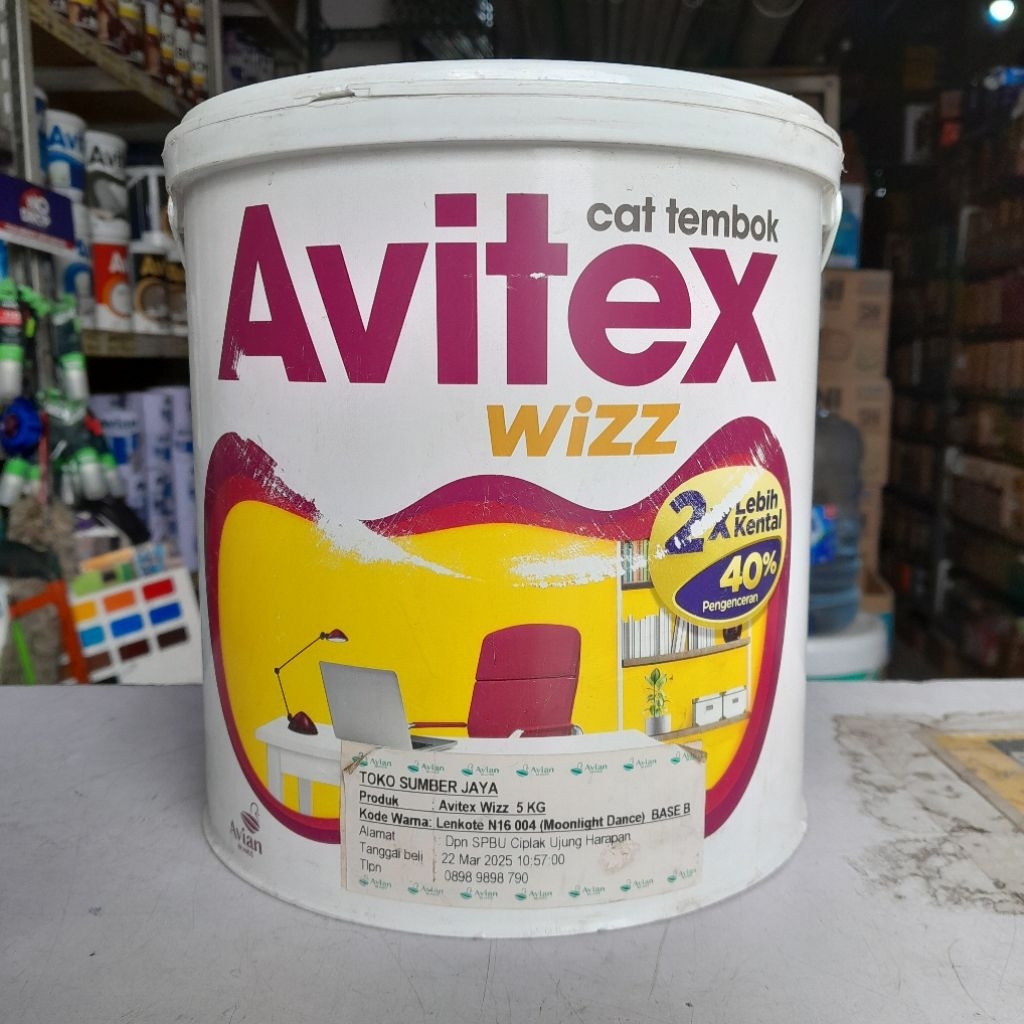 cat tembok
Avitex
wizz
2x Lebih
Kental
40%
Pengenceran
Avian
TOKO SUMBER JAYA
Produk : Avitex Wizz 5 KG
Kode Warna: Lenkote N16 004 (Moonlight Dance) BASE B
Alamat : Dpn SPBU Ciplak Ujung Harapan
Tanggal beli : 22 Mar 2025 10:57:00
Tlpn : 0898 9898 790